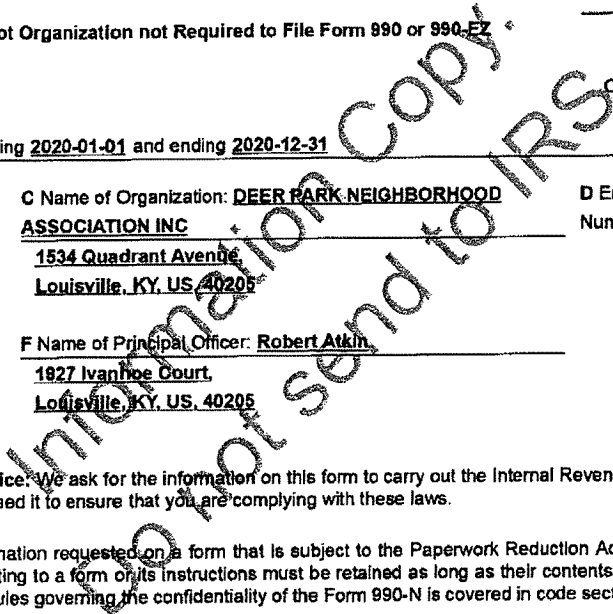 ot Organization not Required to File Form 990 or 990-EZ
ing 2020-01-01 and ending 2020-12-31
C Name of Organization: DEER PARK NEIGHBORHOOD
ASSOCIATION INC
1534 Quadrant Avenue,
Louisville, KY, US, 40205
D E
Num
F Name of Principal Officer: Robert Atkin,
1927 Ivanhoe Court,
Louisville, KY, US, 40205
ice: We ask for the information on this form to carry out the Internal Reven
ed it to ensure that you are complying with these laws.
mation requested on a form that is subject to the Paperwork Reduction Ac
ting to a form or its instructions must be retained as long as their contents
ules governing the confidentiality of the Form 990-N is covered in code sec
Information Copy.
Do not send to IRS